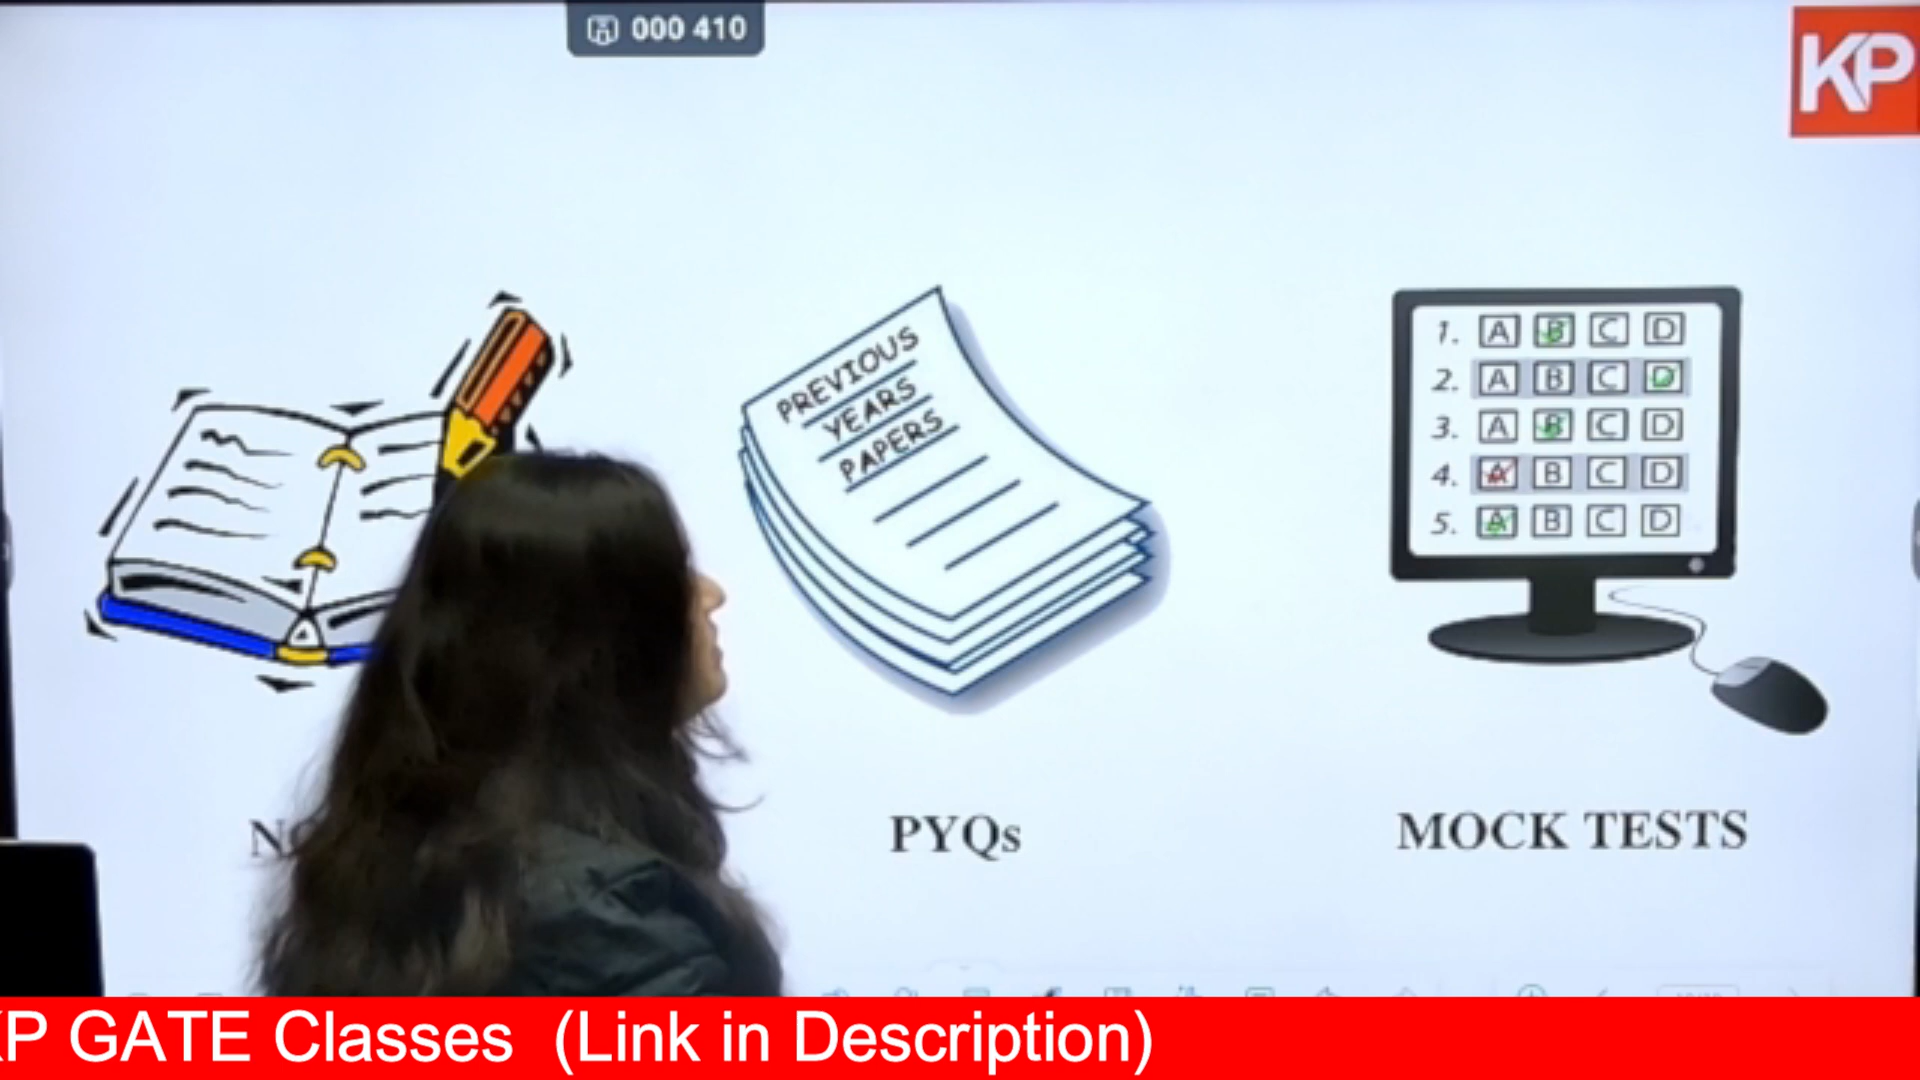 000 410
KP
PREVIOUS
YEARS
PAPERS
1. A B C D
2. A B C D
3. A B C D
4. A B C D
5. A B C D
PYQs
MOCK TESTS
P GATE Classes (Link in Description)